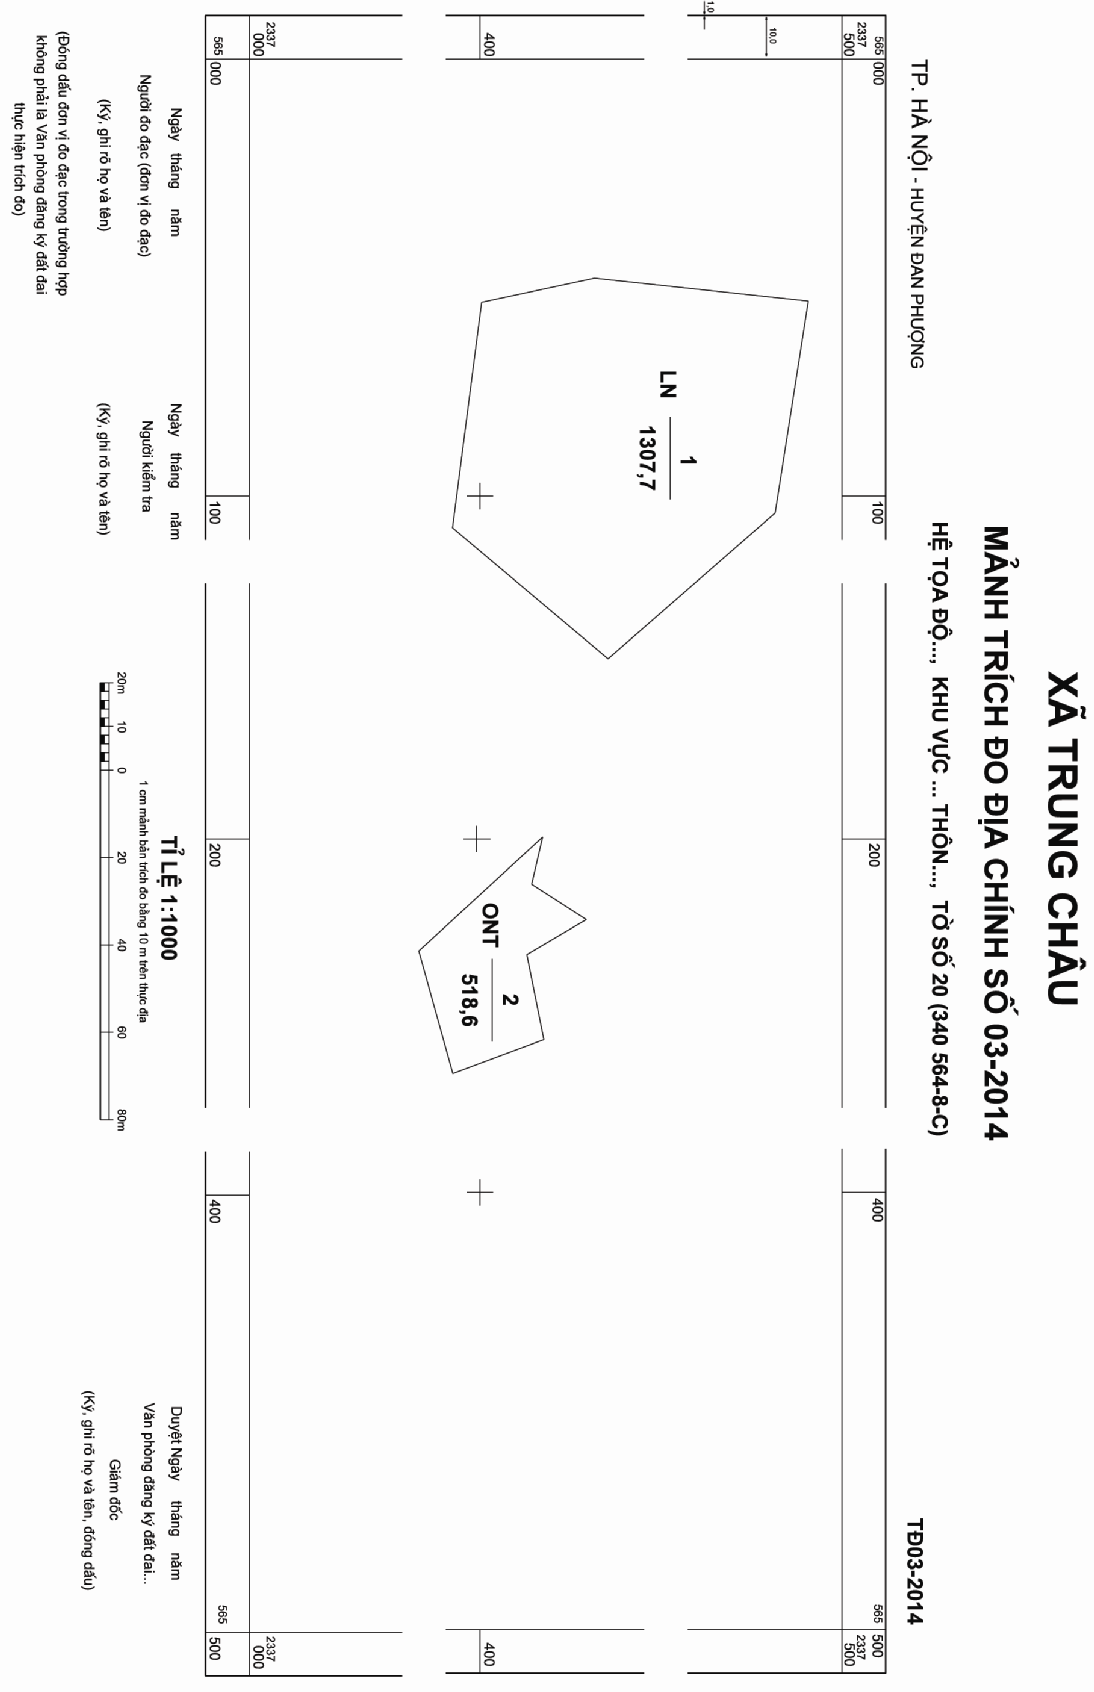 XÃ TRUNG CHÂU
MẢNH TRÍCH ĐO ĐỊA CHÍNH SỐ 03-2014
HỆ TỌA ĐỘ..., KHU VỰC ... THÔN..., TỜ SỐ 20 (340 564-8-C)
TP. HÀ NỘI - HUYỆN ĐAN PHƯỢNG
TĐ03-2014
565 000
2337
500
100
200
400
565 500
2337
500
10,0
1,0
LN
1
1307,7
400
400
ONT
2
518,6
2337
000
565 000
100
200
400
2337
000
565
500
TỈ LỆ 1:1000
1 cm mảnh bản trích đo bằng 10 m trên thực địa
20m 10 0 20 40 60 80m
Ngày tháng năm
Người đo đạc (đơn vị đo đạc)
(Ký, ghi rõ họ và tên)
(Đóng dấu đơn vị đo đạc trong trường hợp
không phải là Văn phòng đăng ký đất đai
thực hiện trích đo)
Ngày tháng năm
Người kiểm tra
(Ký, ghi rõ họ và tên)
Duyệt Ngày tháng năm
Văn phòng đăng ký đất đai...
Giám đốc
(Ký, ghi rõ họ và tên, đóng dấu)